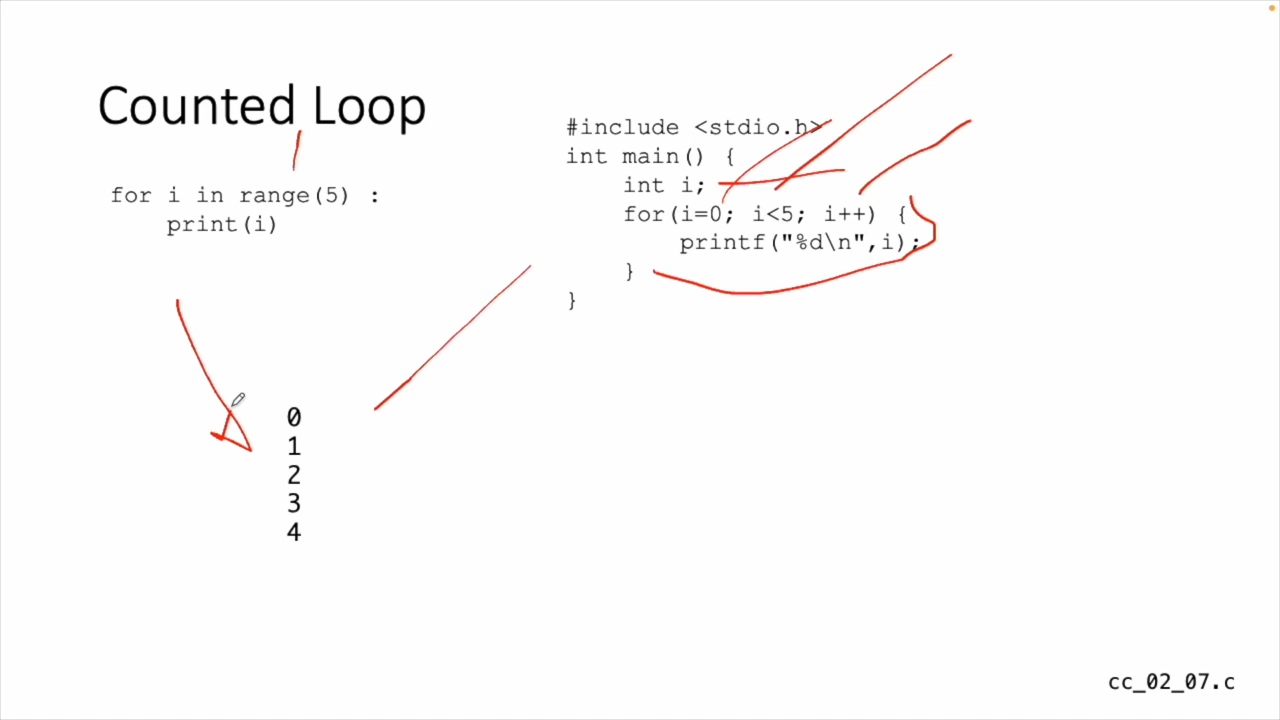 Counted Loop
for i in range(5) :
    print(i)
#include <stdio.h>
int main() {
    int i;
    for(i=0; i<5; i++) {
        printf("%d\n",i);
    }
}
0
1
2
3
4
cc_02_07.c